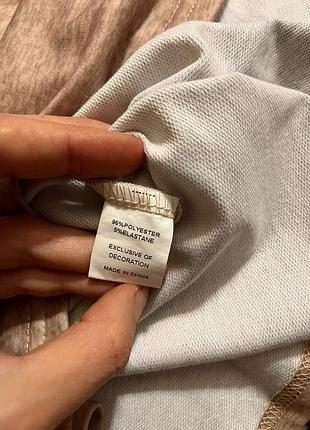 95%POLYESTER
5%ELASTANE
EXCLUSIVE OF
DECORATION
MADE IN CHINA